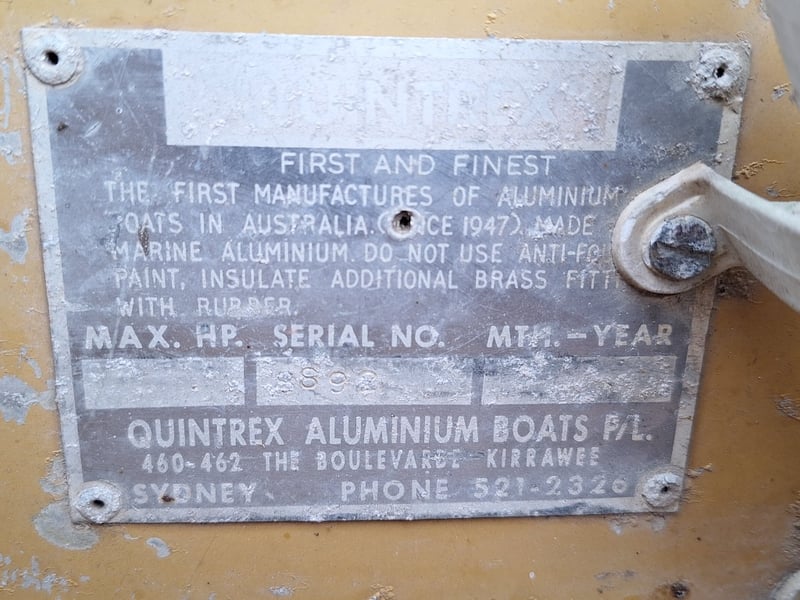 QUINTREX
FIRST AND FINEST
THE FIRST MANUFACTURES OF ALUMINIUM
BOATS IN AUSTRALIA. (SINCE 1947). MADE
MARINE ALUMINIUM. DO NOT USE ANTI-FO
PAINT, INSULATE ADDITIONAL BRASS FITT
WITH RUBBER.
MAX. HP. SERIAL NO. MTH.-YEAR
QUINTREX ALUMINIUM BOATS P/L.
460-462 THE BOULEVARDE KIRRAWEE
SYDNEY PHONE 521-2326